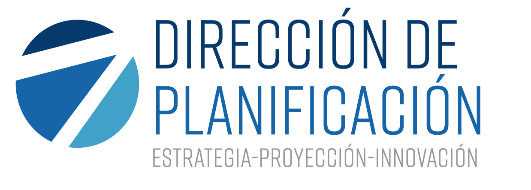 DIRECCIÓN DE
PLANIFICACIÓN
ESTRATEGIA-PROYECCIÓN-INNOVACIÓN